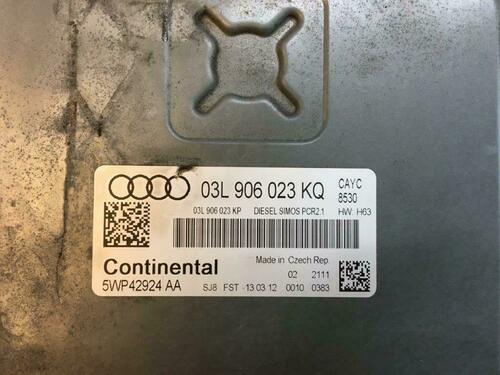 03L 906 023 KQ
CAYC
8530
03L 906 023 KP DIESEL SIMOS PCR2.1 HW: H63
Continental
Made in Czech Rep.
02 2111
5WP42924 AA SJ8 FST -13.03.12 0010 0383